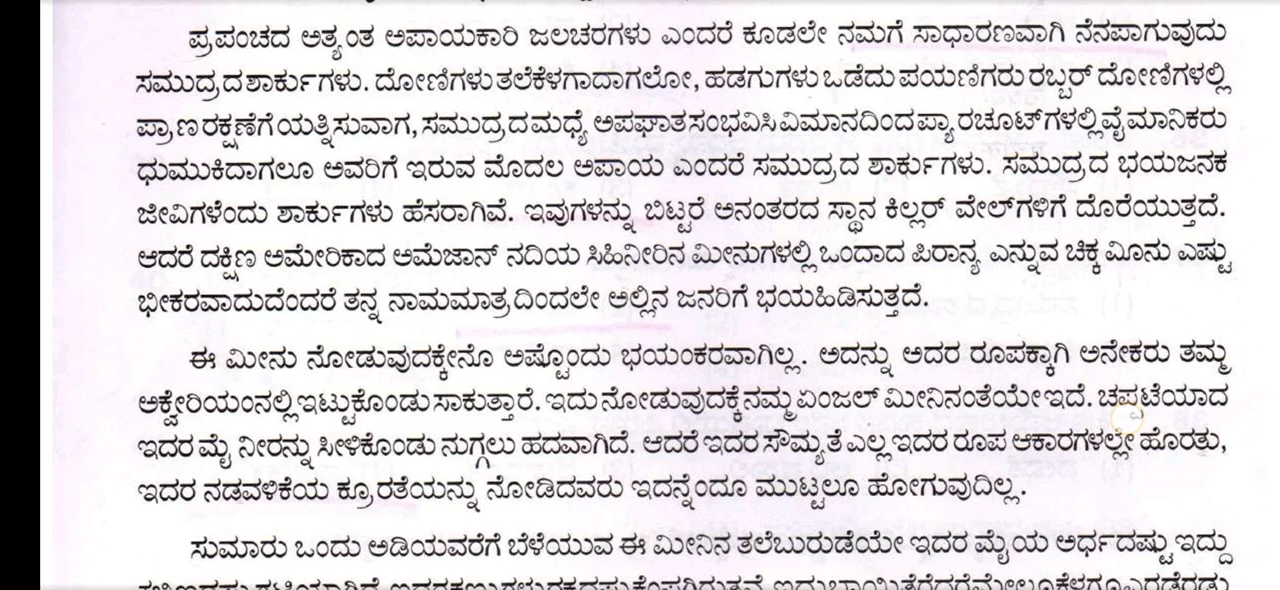 ಪ್ರಪಂಚದ ಅತ್ಯಂತ ಅಪಾಯಕಾರಿ ಜಲಚರಗಳು ಎಂದರೆ ಕೂಡಲೇ ನಮಗೆ ಸಾಧಾರಣವಾಗಿ ನೆನಪಾಗುವುದು
ಸಮುದ್ರದ ಶಾರ್ಕುಗಳು. ದೋಣಿಗಳು ತಲೆಕೆಳಗಾದಾಗಲೋ, ಹಡಗುಗಳು ಒಡೆದು ಪಯಣಿಗರು ರಬ್ಬರ್ ದೋಣಿಗಳಲ್ಲಿ
ಪ್ರಾಣ ರಕ್ಷಣೆಗೆ ಯತ್ನಿಸುವಾಗ, ಸಮುದ್ರದ ಮಧ್ಯೆ ಅಪಘಾತ ಸಂಭವಿಸಿ ವಿಮಾನದಿಂದ ಪ್ಯಾರಚೂಟ್‌ಗಳಲ್ಲಿ ವೈಮಾನಿಕರು
ಧುಮುಕಿದಾಗಲೂ ಅವರಿಗೆ ಇರುವ ಮೊದಲ ಅಪಾಯ ಎಂದರೆ ಸಮುದ್ರದ ಶಾರ್ಕುಗಳು. ಸಮುದ್ರದ ಭಯಜನಕ
ಜೀವಿಗಳೆಂದು ಶಾರ್ಕುಗಳು ಹೆಸರಾಗಿವೆ. ಇವುಗಳನ್ನು ಬಿಟ್ಟರೆ ಅನಂತರದ ಸ್ಥಾನ ಕಿಲ್ಲರ್ ವೇಲ್‌ಗಳಿಗೆ ದೊರೆಯುತ್ತದೆ.
ಆದರೆ ದಕ್ಷಿಣ ಅಮೇರಿಕಾದ ಅಮೆಜಾನ್ ನದಿಯ ಸಿಹಿನೀರಿನ ಮೀನುಗಳಲ್ಲಿ ಒಂದಾದ ಪಿರಾನ್ಯ ಎನ್ನುವ ಚಿಕ್ಕ ಮೀನು ಎಷ್ಟು
ಭೀಕರವಾದುದೆಂದರೆ ತನ್ನ ನಾಮಮಾತ್ರದಿಂದಲೇ ಅಲ್ಲಿನ ಜನರಿಗೆ ಭಯಹಿಡಿಸುತ್ತದೆ.
ಈ ಮೀನು ನೋಡುವುದಕ್ಕೇನೊ ಅಷ್ಟೊಂದು ಭಯಂಕರವಾಗಿಲ್ಲ. ಅದನ್ನು ಅದರ ರೂಪಕ್ಕಾಗಿ ಅನೇಕರು ತಮ್ಮ
ಅಕ್ವೇರಿಯಂನಲ್ಲಿ ಇಟ್ಟುಕೊಂಡು ಸಾಕುತ್ತಾರೆ. ಇದು ನೋಡುವುದಕ್ಕೆ ನಮ್ಮ ಏಂಜಲ್ ಮೀನಿನಂತೆಯೇ ಇದೆ. ಚಪ್ಪಟೆಯಾದ
ಇದರ ಮೈ ನೀರನ್ನು ಸೀಳಿಕೊಂಡು ನುಗ್ಗಲು ಹದವಾಗಿದೆ. ಆದರೆ ಇದರ ಸೌಮ್ಯತೆ ಎಲ್ಲ ಇದರ ರೂಪ ಆಕಾರಗಳಲ್ಲೇ ಹೊರತ್ತು,
ಇದರ ನಡವಳಿಕೆಯ ಕ್ರೂರತೆಯನ್ನು ನೋಡಿದವರು ಇದನ್ನೆಂದೂ ಮುಟ್ಟಲೂ ಹೋಗುವುದಿಲ್ಲ.
ಸುಮಾರು ಒಂದು ಅಡಿಯವರೆಗೆ ಬೆಳೆಯುವ ಈ ಮೀನಿನ ತಲೆಬುರುಡೆಯೇ ಇದರ ಮೈಯ ಅರ್ಧದಷ್ಟು ಇದ್ದು